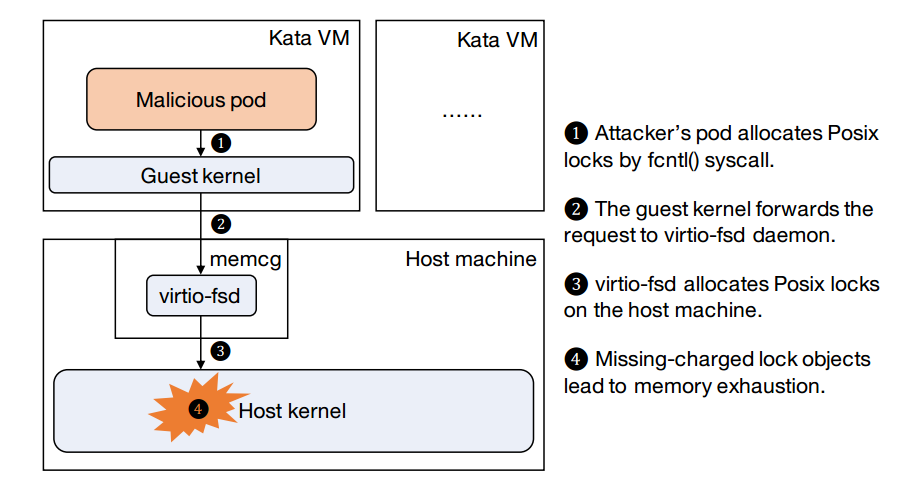 Kata VM
Kata VM
Malicious pod
......
❶
Guest kernel
❷
memcg
Host machine
virtio-fsd
❸
❹
Host kernel
❶ Attacker's pod allocates Posix
locks by fcntl() syscall.
❷ The guest kernel forwards the
request to virtio-fsd daemon.
❸ virtio-fsd allocates Posix locks
on the host machine.
❹ Missing-charged lock objects
lead to memory exhaustion.